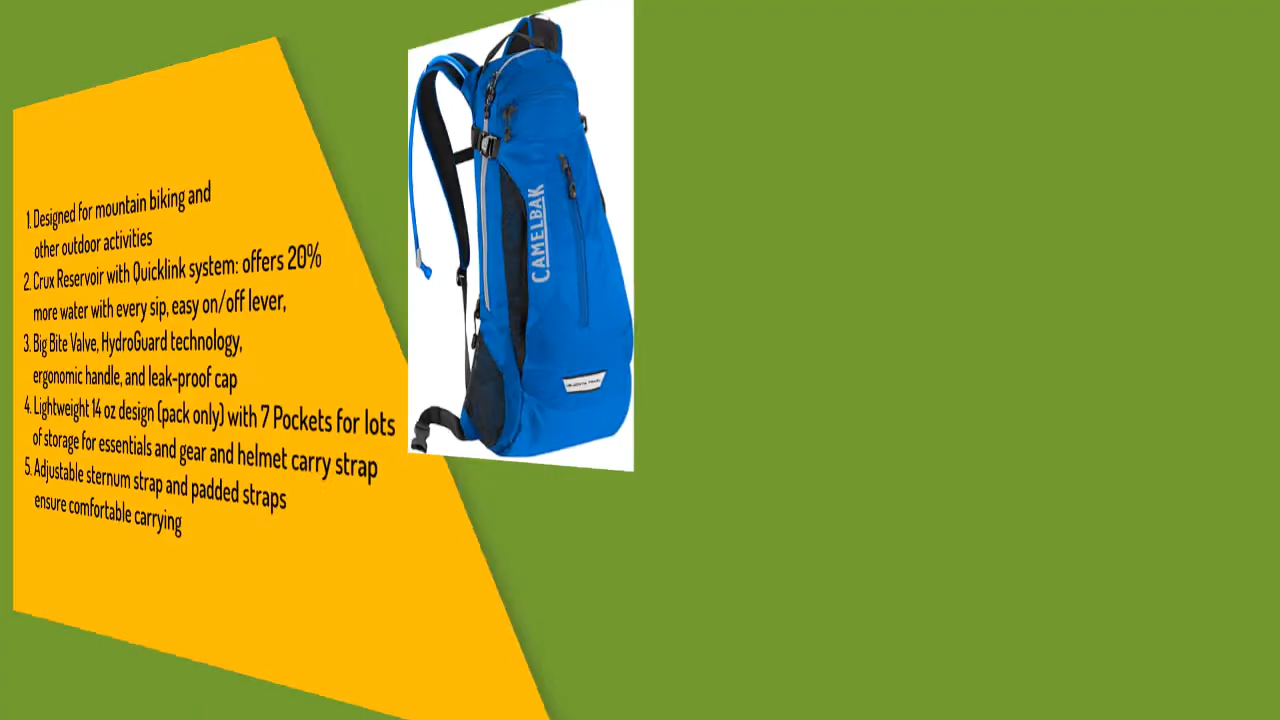 1. Designed for mountain biking and
other outdoor activities
2. Crux Reservoir with Quicklink system: offers 20%
more water with every sip, easy on/off lever,
3. Big Bite Valve, HydroGuard technology,
ergonomic handle, and leak-proof cap
4. Lightweight 14 oz design (pack only) with 7 Pockets for lots
of storage for essentials and gear and helmet carry strap
5. Adjustable sternum strap and padded straps
ensure comfortable carrying
CAMELBAK